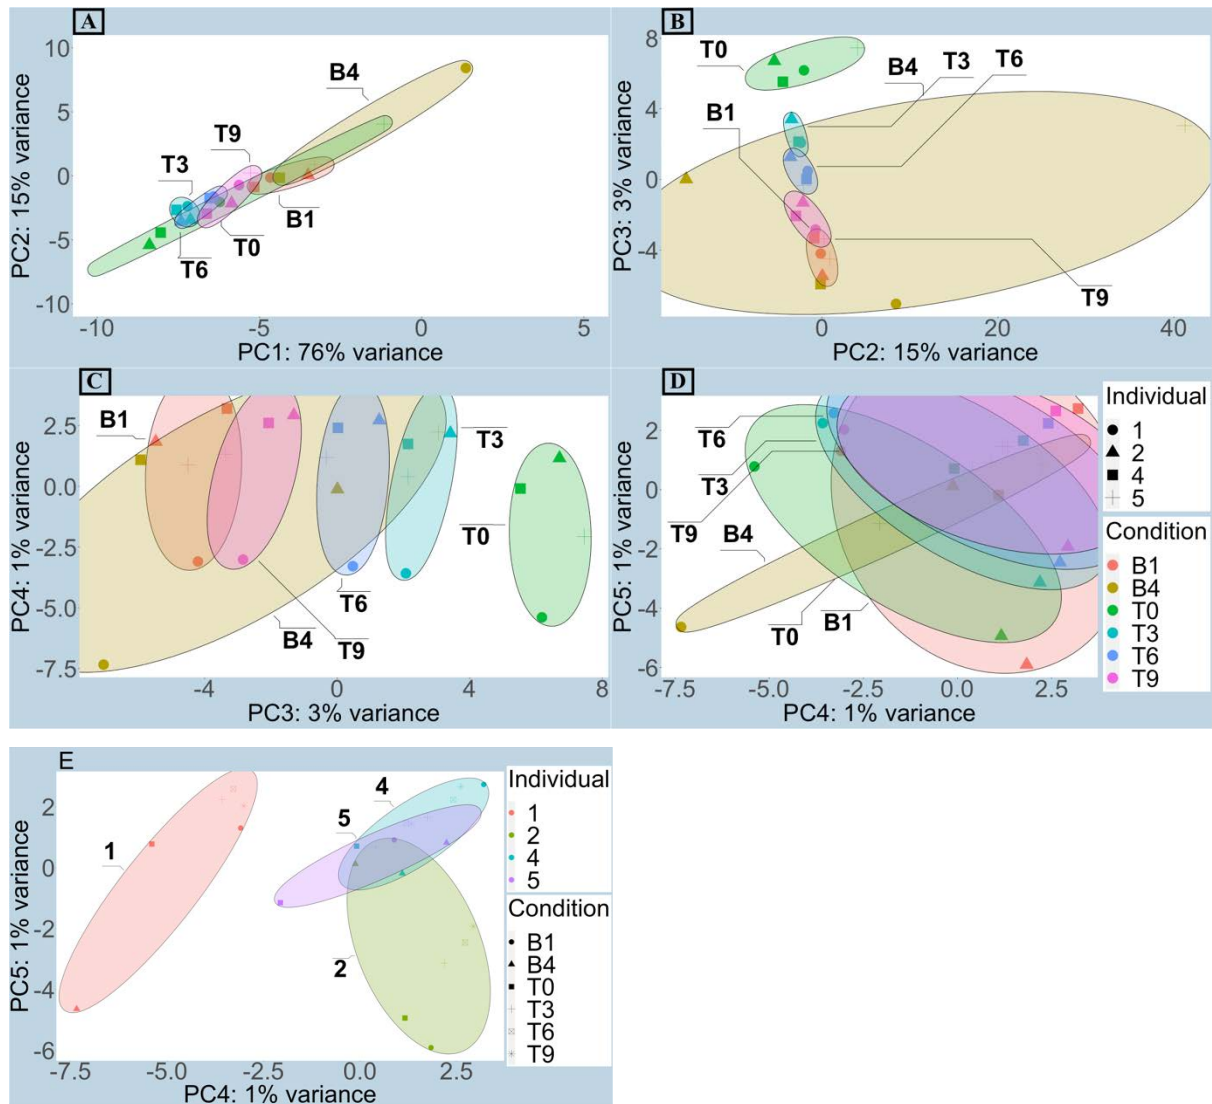 A
10
5
0
-5
-10
-10
-5
0
5
PC2: 15% variance
PC1: 76% variance
B4
T9
T3
B1
T0
T6
B
8
4
0
-4
0
20
40
PC3: 3% variance
PC2: 15% variance
T0
B4
T3
T6
B1
T9
C
2.5
0.0
-2.5
-5.0
-7.5
-4
0
4
8
PC4: 1% variance
PC3: 3% variance
B1
T3
T0
T6
B4
T9
D
2
0
-2
-4
-6
-7.5
-5.0
-2.5
0.0
2.5
PC5: 1% variance
PC4: 1% variance
T6
T3
T9
B4
T0
B1
Individual
1
2
4
5
Condition
B1
B4
T0
T3
T6
T9
E
2
0
-2
-4
-6
-7.5
-5.0
-2.5
0.0
2.5
PC5: 1% variance
PC4: 1% variance
1
4
5
2
Individual
1
2
4
5
Condition
B1
B4
T0
T3
T6
T9